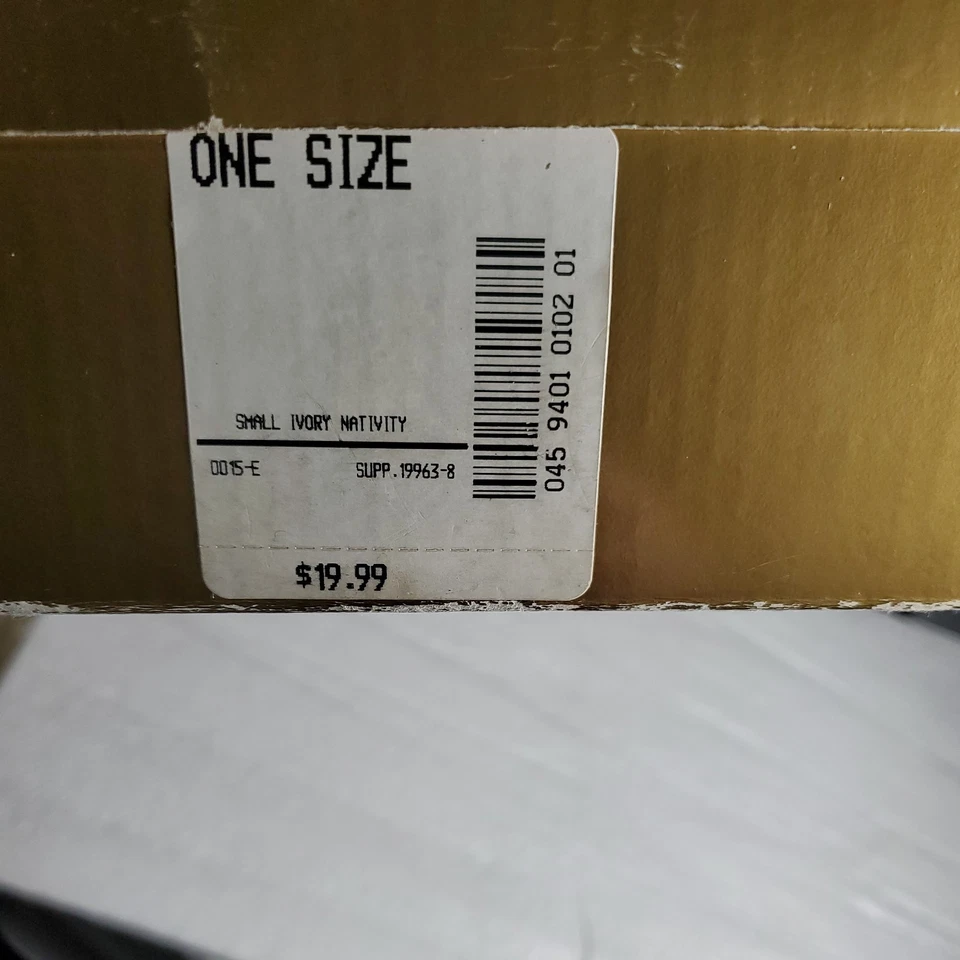 ONE SIZE
045 9401 0102 01
SMALL IVORY NATIVITY
0015-E SUPP.19963-8
$19.99